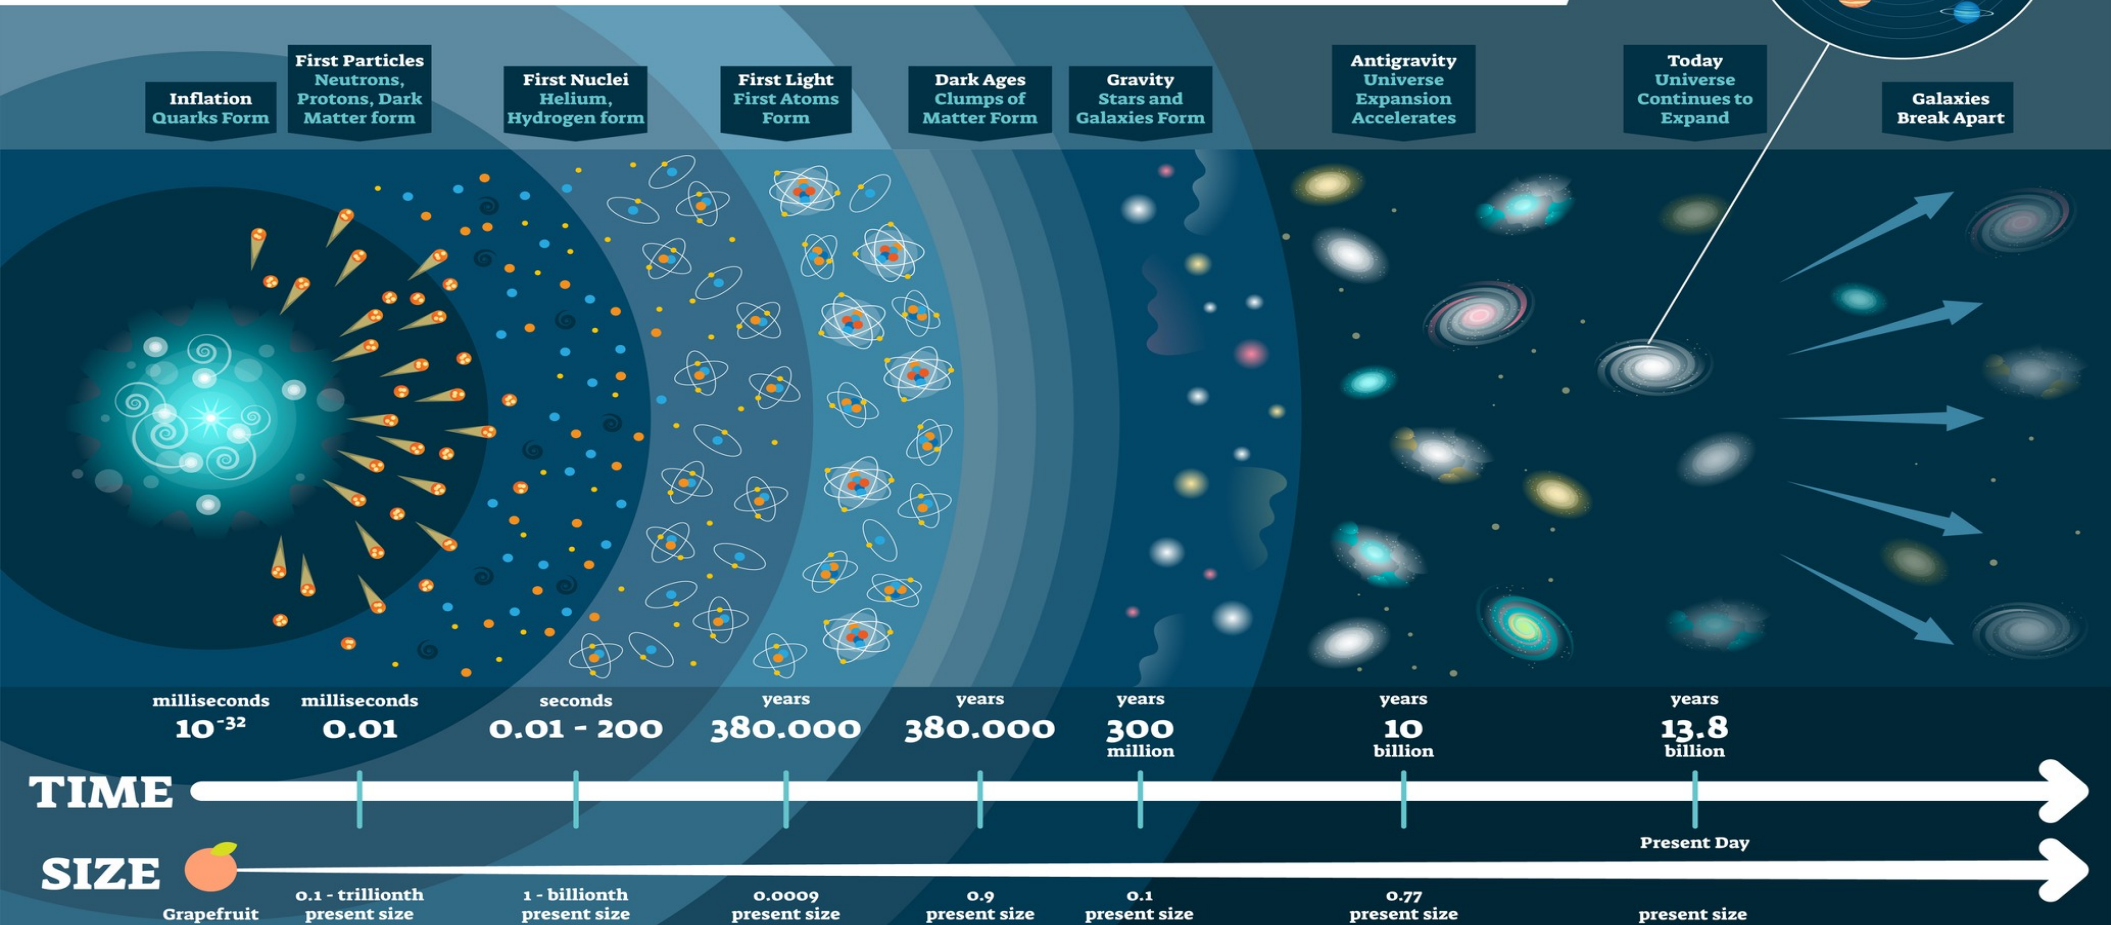 Inflation
Quarks Form
First Particles
Neutrons,
Protons, Dark
Matter form
First Nuclei
Helium,
Hydrogen form
First Light
First Atoms
Form
Dark Ages
Clumps of
Matter Form
Gravity
Stars and
Galaxies Form
Antigravity
Universe
Expansion
Accelerates
Today
Universe
Continues to
Expand
Galaxies
Break Apart
milliseconds
10⁻³²
milliseconds
0.01
seconds
0.01 - 200
years
380.000
years
380.000
years
300
million
years
10
billion
years
13.8
billion
TIME
Present Day
SIZE
Grapefruit
0.1 - trillionth
present size
1 - billionth
present size
0.0009
present size
0.9
present size
0.1
present size
0.77
present size
present size